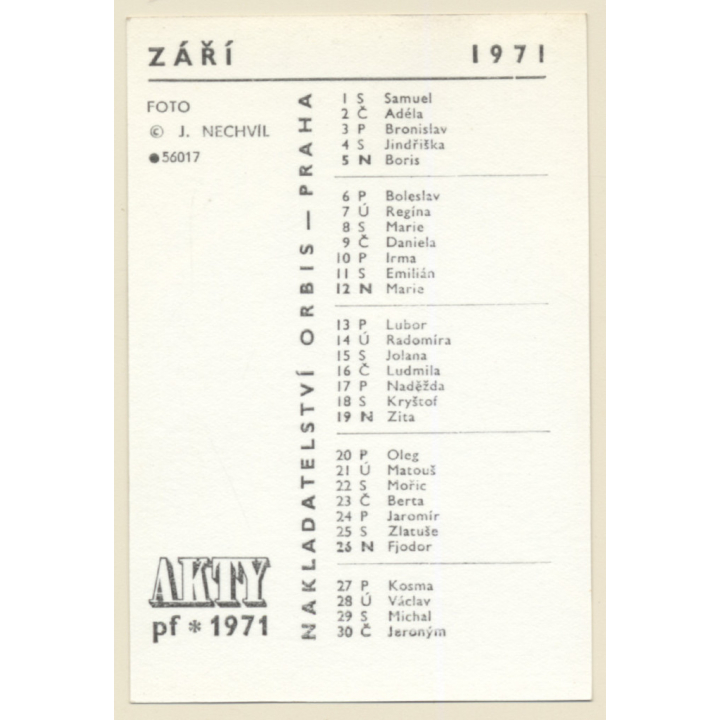 ZÁŘÍ 1971
FOTO
© J. NECHVÍL
●56017
NAKLADATELSTVÍ ORBIS — PRAHA
1 S Samuel
2 Č Adéla
3 P Bronislav
4 S Jindřiška
5 N Boris
6 P Boleslav
7 Ú Regína
8 S Marie
9 Č Daniela
10 P Irma
11 S Emilián
12 N Marie
13 P Lubor
14 Ú Radomíra
15 S Jolana
16 Č Ludmila
17 P Naděžda
18 S Kryštof
19 N Zita
20 P Oleg
21 Ú Matouš
22 S Mořic
23 Č Berta
24 P Jaromír
25 S Zlatuše
26 N Fjodor
27 P Kosma
28 Ú Václav
29 S Michal
30 Č Jeroným
AKTY
pf * 1971